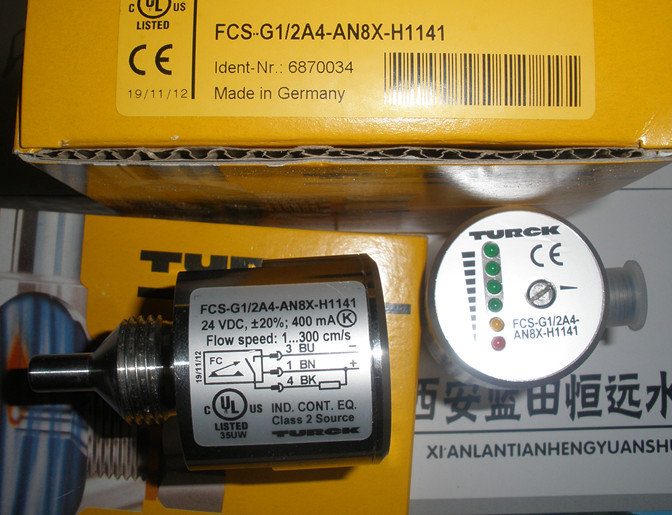 C UL US
LISTED
CE
19/11/12
FCS-G1/2A4-AN8X-H1141
Ident-Nr.: 6870034
Made in Germany
TURCK
CE
FCS-G1/2A4-
AN8X-H1141
FCS-G1/2A4-AN8X-H1141
24 VDC, ±20%; 400 mA K
Flow speed: 1...300 cm/s
19/11/12
FC
3 BU –
1 BN +
4 BK
C UL US
LISTED
35UW
IND. CONT. EQ.
Class 2 Source
TURCK
西安蓝田恒远水
XI·ANLANTIANHENGYUANSHU